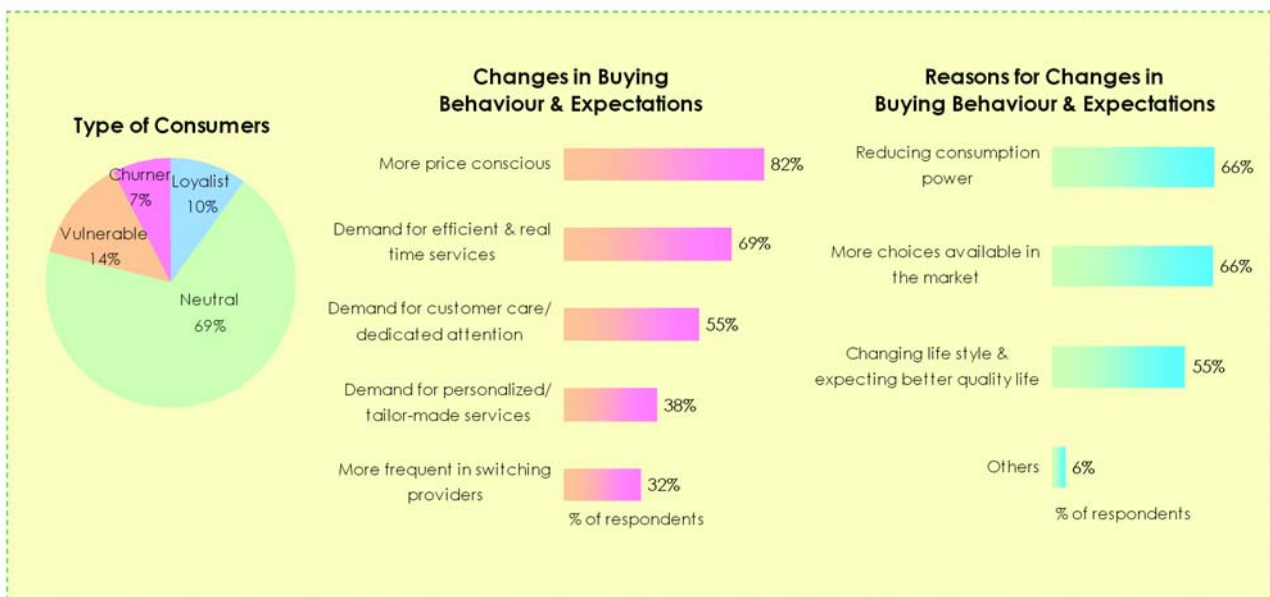 Type of Consumers
Churner
7%
Loyalist
10%
Vulnerable
14%
Neutral
69%
Changes in Buying
Behaviour & Expectations
More price conscious
82%
Demand for efficient & real
time services
69%
Demand for customer care/
dedicated attention
55%
Demand for personalized/
tailor-made services
38%
More frequent in switching
providers
32%
% of respondents
Reasons for Changes in
Buying Behaviour & Expectations
Reducing consumption
power
66%
More choices available in
the market
66%
Changing life style &
expecting better quality life
55%
Others
6%
% of respondents